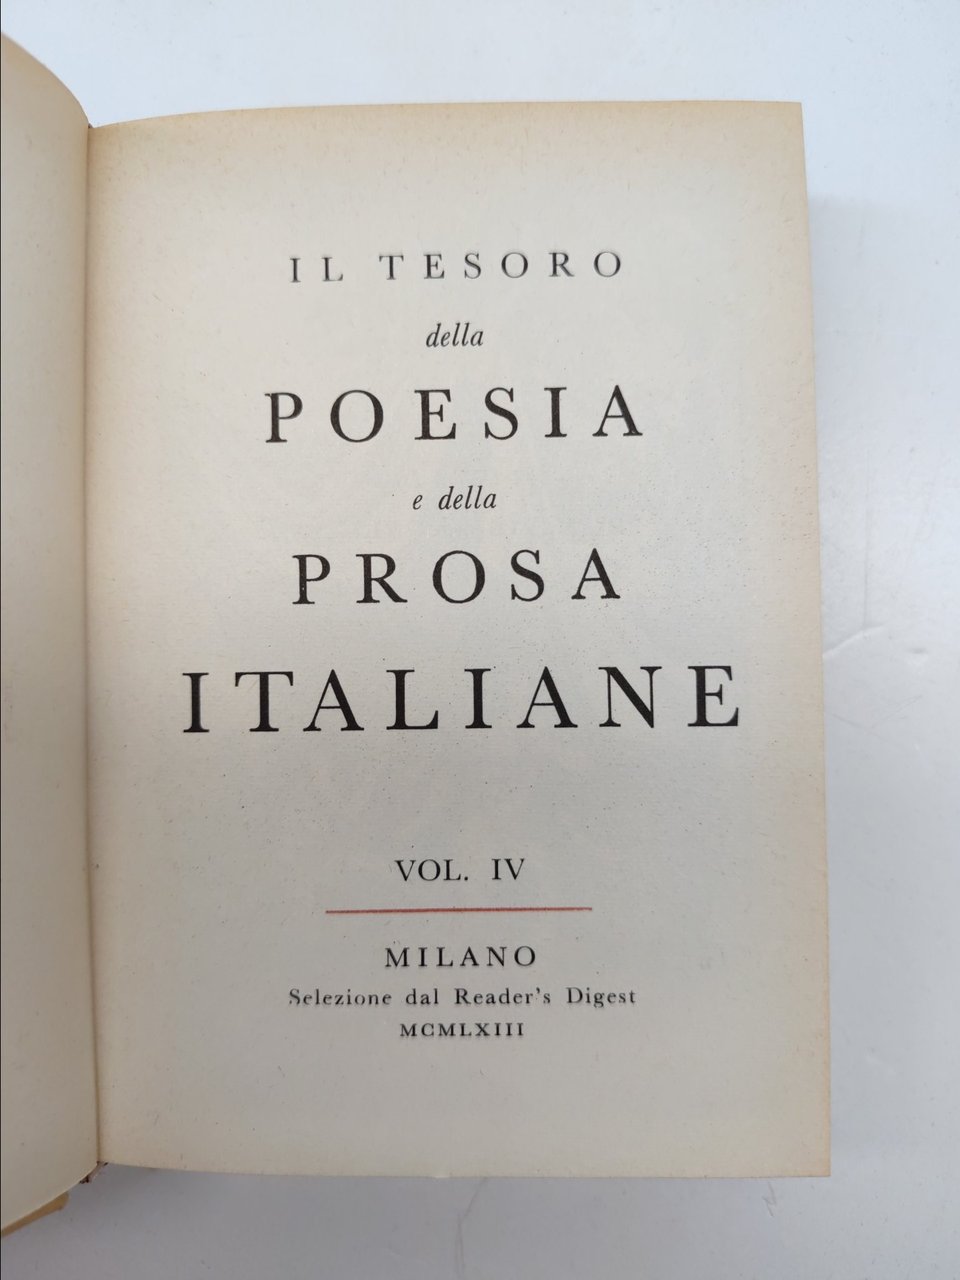 IL TESORO
della
POESIA
e della
PROSA
ITALIANE
VOL. IV
MILANO
Selezione dal Reader's Digest
MCMLXIII